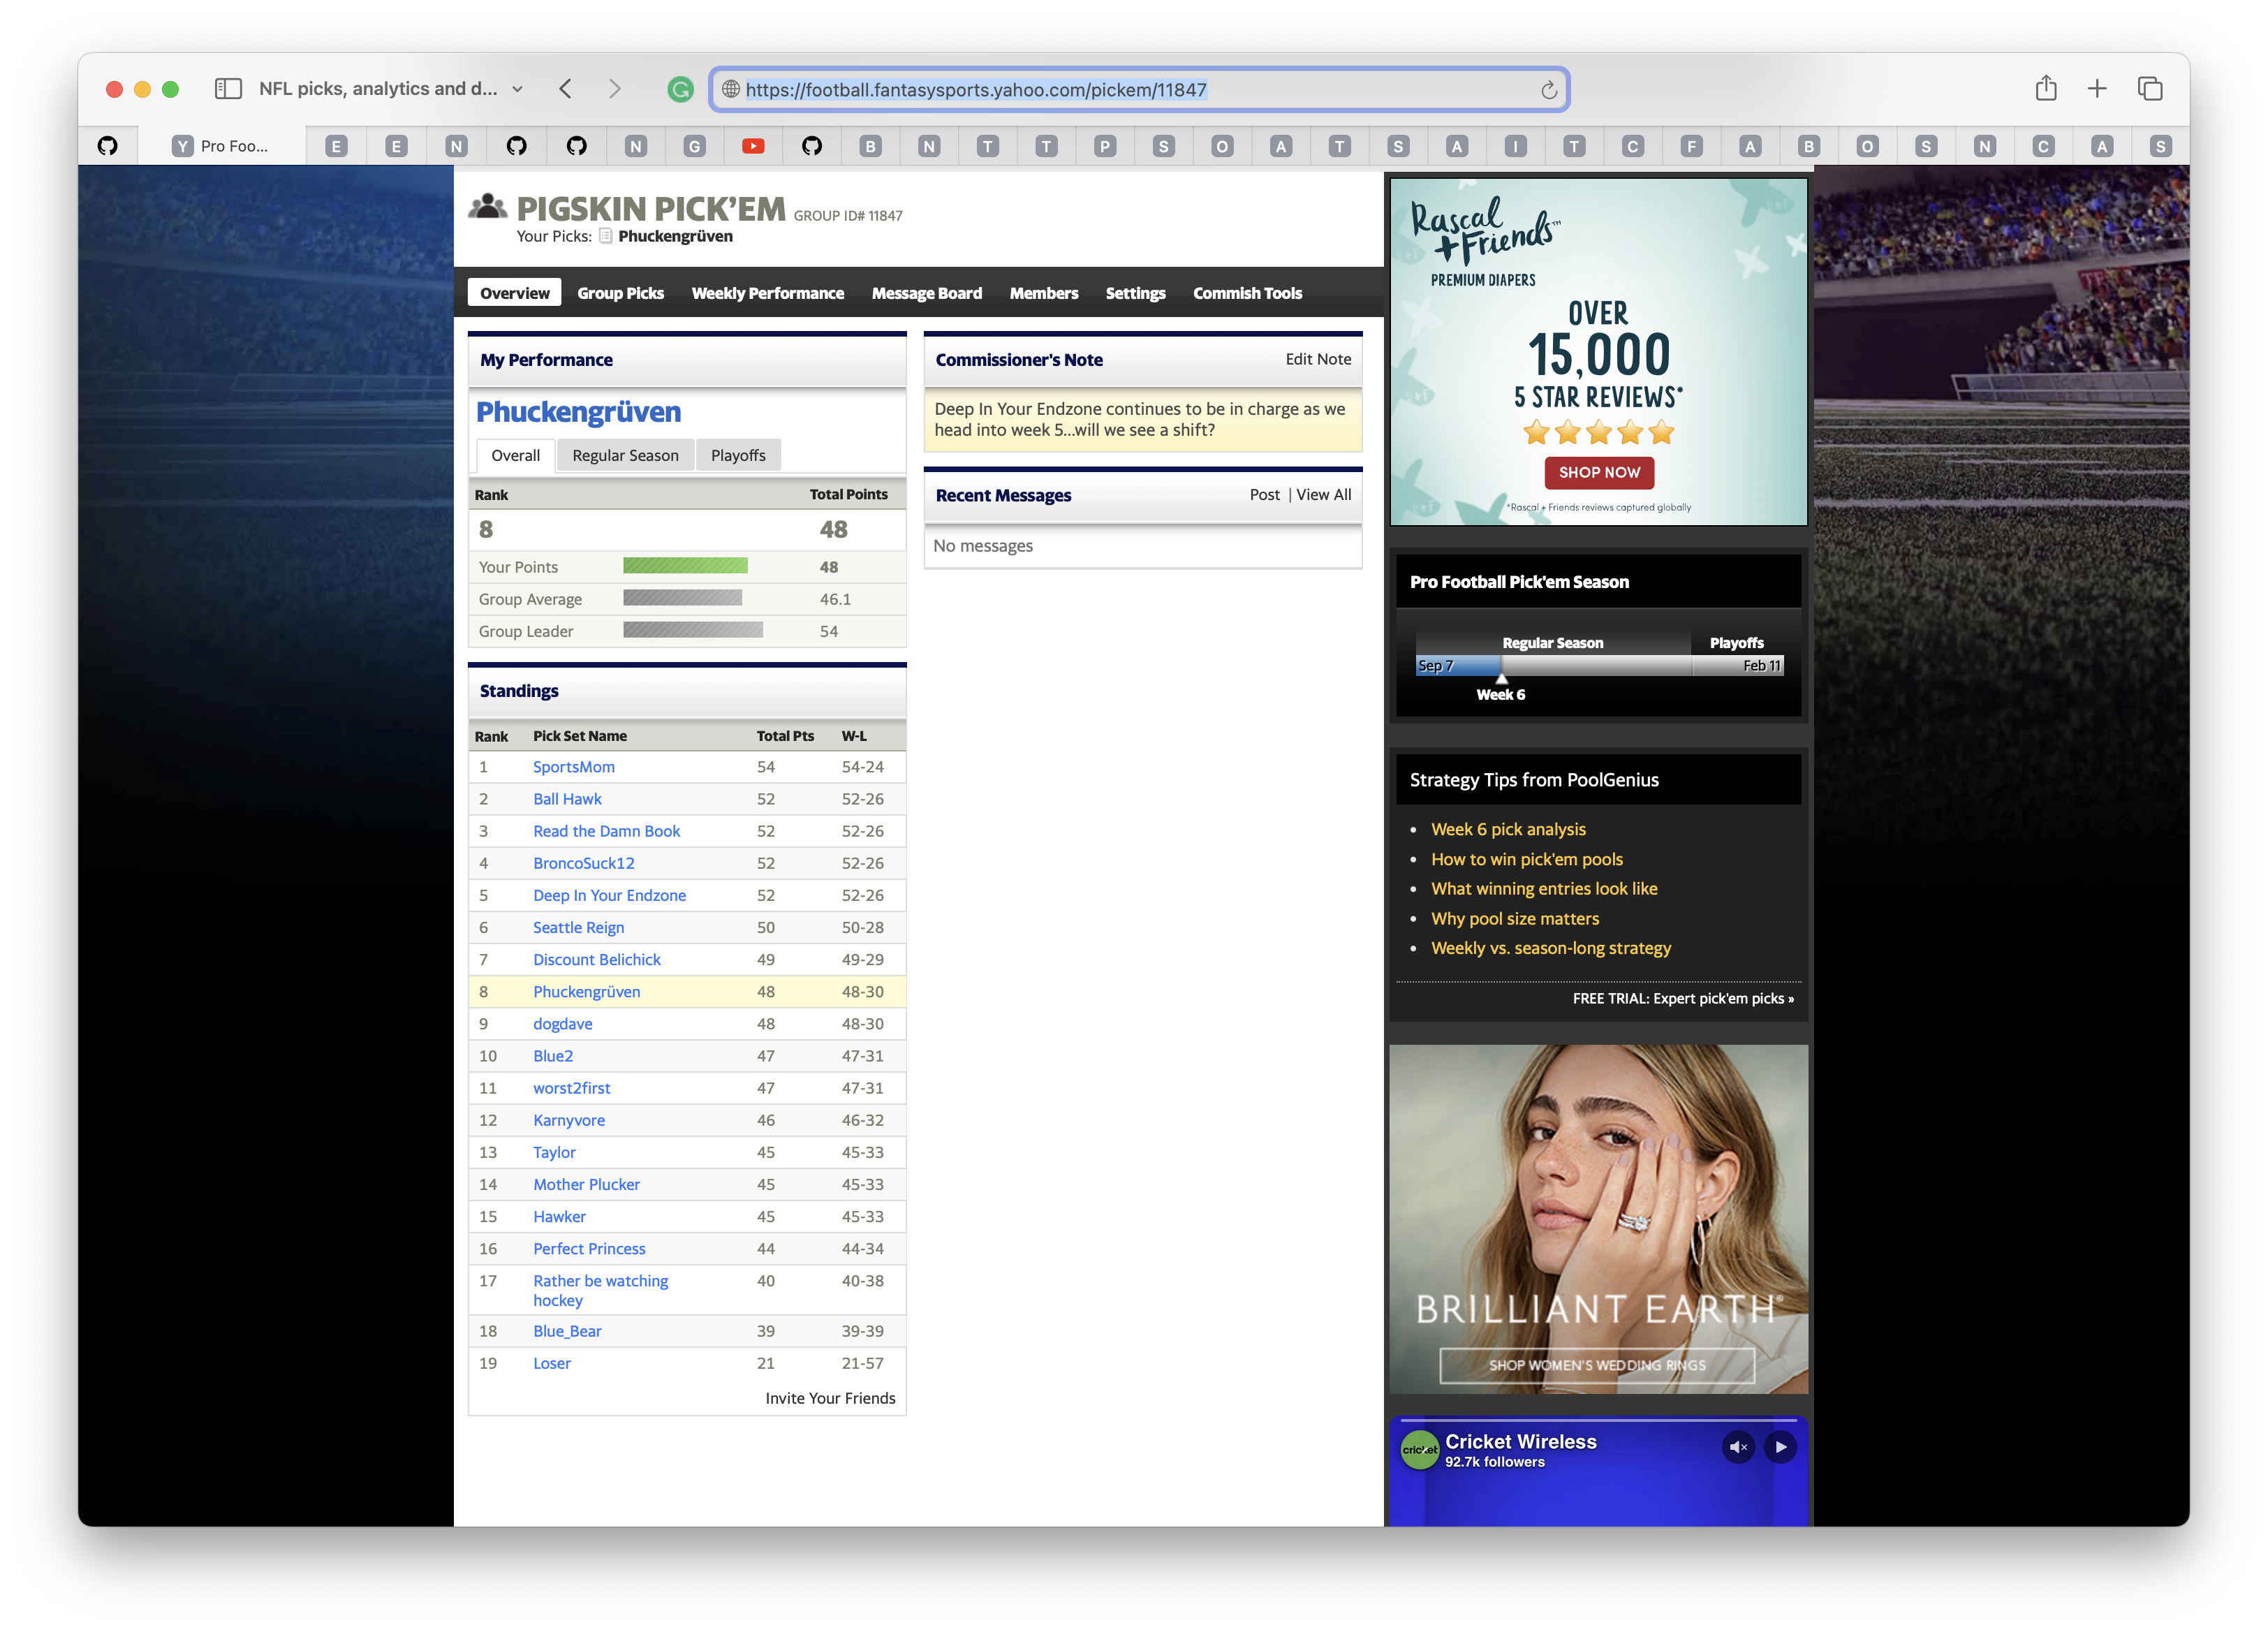 NFL picks, analytics and d...
https://football.fantasysports.yahoo.com/pickem/11847
Y Pro Foo... E E N N G B N T T P S O A T S A I T C F A B O S N C A S
PIGSKIN PICK'EM GROUP ID# 11847
Your Picks: Phuckengrüven
Overview Group Picks Weekly Performance Message Board Members Settings Commish Tools
My Performance
Phuckengrüven
Overall Regular Season Playoffs
Rank Total Points
8 48
Your Points 48
Group Average 46.1
Group Leader 54
Standings
Rank Pick Set Name Total Pts W-L
1 SportsMom 54 54-24
2 Ball Hawk 52 52-26
3 Read the Damn Book 52 52-26
4 BroncoSuck12 52 52-26
5 Deep In Your Endzone 52 52-26
6 Seattle Reign 50 50-28
7 Discount Belichick 49 49-29
8 Phuckengrüven 48 48-30
9 dogdave 48 48-30
10 Blue2 47 47-31
11 worst2first 47 47-31
12 Karnyvore 46 46-32
13 Taylor 45 45-33
14 Mother Plucker 45 45-33
15 Hawker 45 45-33
16 Perfect Princess 44 44-34
17 Rather be watching 40 40-38
hockey
18 Blue_Bear 39 39-39
19 Loser 21 21-57
Invite Your Friends
Commissioner's Note Edit Note
Deep In Your Endzone continues to be in charge as we
head into week 5...will we see a shift?
Recent Messages Post | View All
No messages
Rascal
+Friends™
PREMIUM DIAPERS
OVER
15,000
5 STAR REVIEWS*
SHOP NOW
*Rascal + Friends reviews captured globally
Pro Football Pick'em Season
Regular Season Playoffs
Sep 7 Feb 11
Week 6
Strategy Tips from PoolGenius
• Week 6 pick analysis
• How to win pick'em pools
• What winning entries look like
• Why pool size matters
• Weekly vs. season-long strategy
FREE TRIAL: Expert pick'em picks »
BRILLIANT EARTH®
SHOP WOMEN'S WEDDING RINGS
cricket Cricket Wireless
92.7k followers